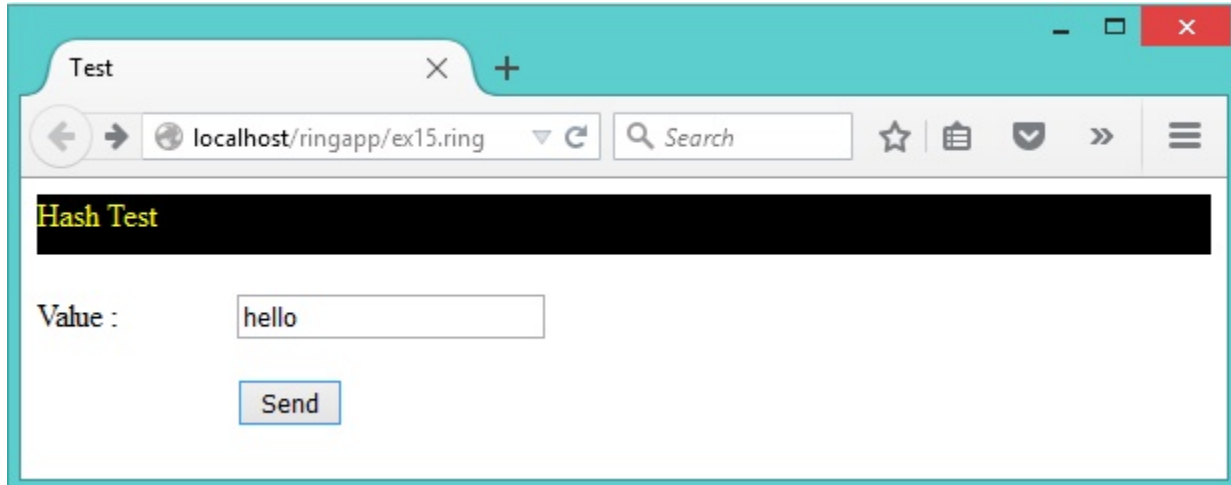 Test
localhost/ringapp/ex15.ring
Search
Hash Test
Value :
hello
Send